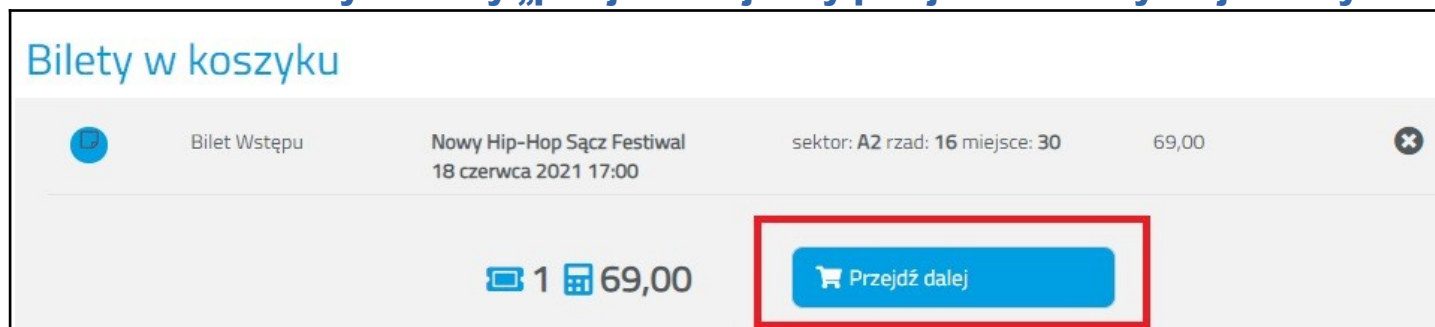 Bilety w koszyku
Bilet Wstępu
Nowy Hip-Hop Sącz Festiwal
18 czerwca 2021 17:00
sektor: A2 rzad: 16 miejsce: 30
69,00
1 69,00
Przejdź dalej